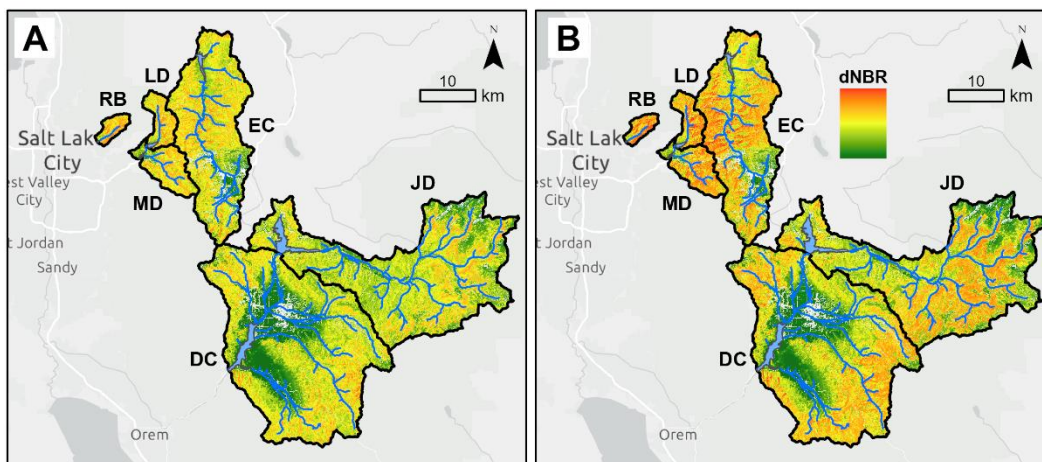 A
N
LD
10
km
RB
EC
Salt Lak
City
est Valley
City
MD
JD
t Jordan
Sandy
DC
Orem
B
N
LD
dNBR
10
km
RB
EC
Salt Lak
City
est Valley
City
MD
JD
t Jordan
Sandy
DC
Orem